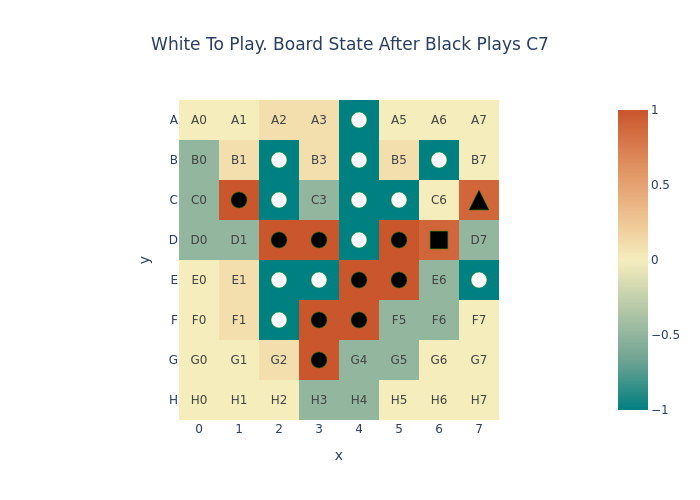 White To Play. Board State After Black Plays C7
A A0 A1 A2 A3 A5 A6 A7
B B0 B1 B3 B5 B7
C C0 C3 C6
D D0 D1 D7
E E0 E1 E6
F F0 F1 F5 F6 F7
G G0 G1 G2 G4 G5 G6 G7
H H0 H1 H2 H3 H4 H5 H6 H7
0 1 2 3 4 5 6 7
x
y
1
0.5
0
−0.5
−1